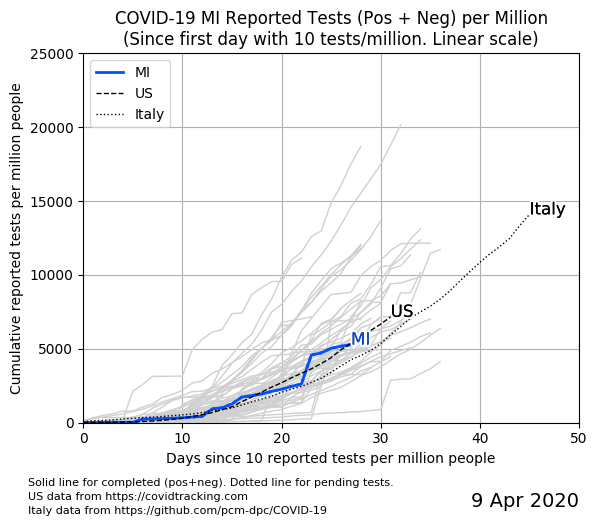 COVID-19 MI Reported Tests (Pos + Neg) per Million
(Since first day with 10 tests/million. Linear scale)
MI
US
Italy
Cumulative reported tests per million people
25000
20000
15000
10000
5000
0
Italy
US
MI
0 10 20 30 40 50
Days since 10 reported tests per million people
Solid line for completed (pos+neg). Dotted line for pending tests.
US data from https://covidtracking.com
Italy data from https://github.com/pcm-dpc/COVID-19
9 Apr 2020